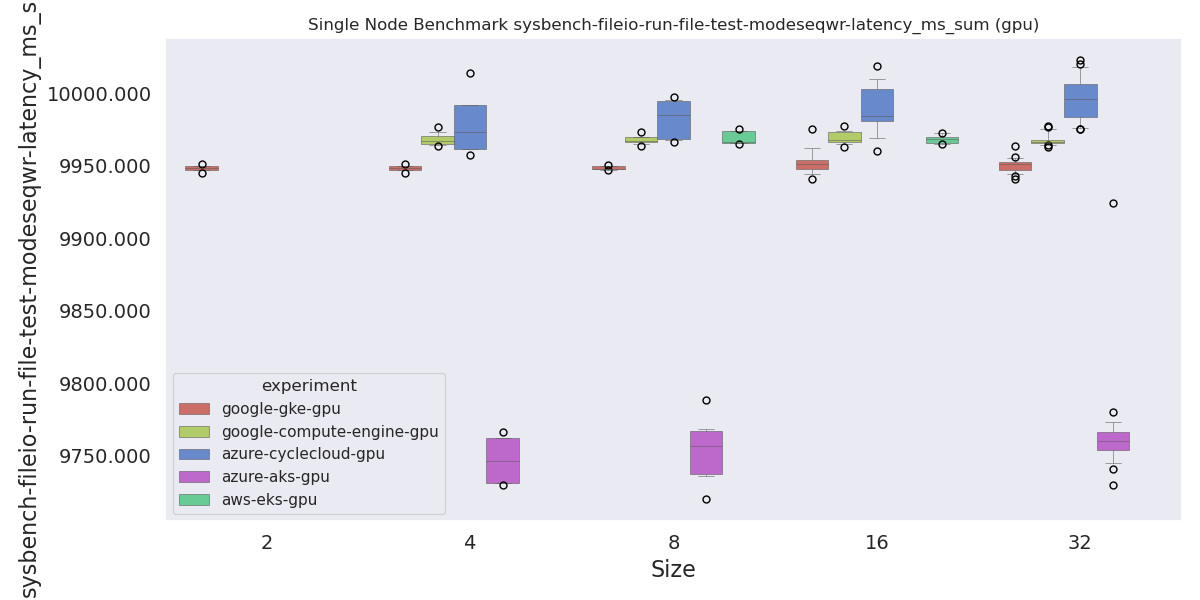 Single Node Benchmark sysbench-fileio-run-file-test-modeseqwr-latency_ms_sum (gpu)
sysbench-fileio-run-file-test-modeseqwr-latency_ms_s
10000.000
9950.000
9900.000
9850.000
9800.000
9750.000
experiment
google-gke-gpu
google-compute-engine-gpu
azure-cyclecloud-gpu
azure-aks-gpu
aws-eks-gpu
2 4 8 16 32
Size